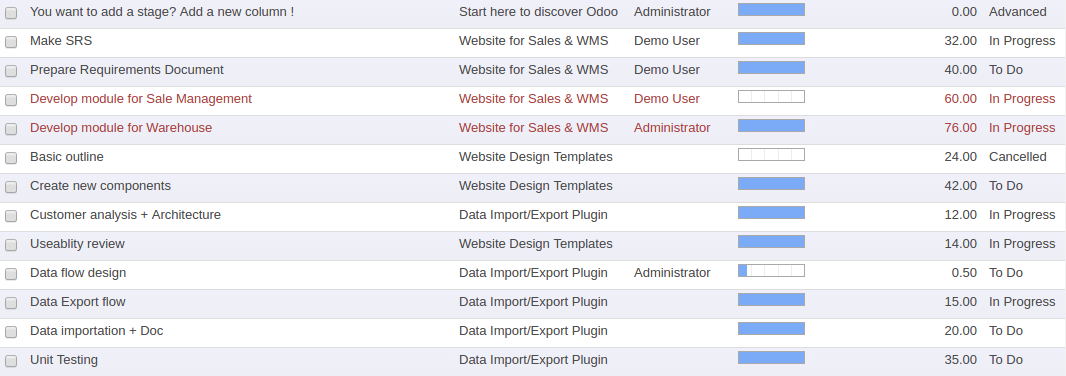 You want to add a stage? Add a new column ! Start here to discover Odoo Administrator 0.00 Advanced
Make SRS Website for Sales & WMS Demo User 32.00 In Progress
Prepare Requirements Document Website for Sales & WMS Demo User 40.00 To Do
Develop module for Sale Management Website for Sales & WMS Demo User 60.00 In Progress
Develop module for Warehouse Website for Sales & WMS Administrator 76.00 In Progress
Basic outline Website Design Templates 24.00 Cancelled
Create new components Website Design Templates 42.00 To Do
Customer analysis + Architecture Data Import/Export Plugin 12.00 In Progress
Useablity review Website Design Templates 14.00 In Progress
Data flow design Data Import/Export Plugin Administrator 0.50 To Do
Data Export flow Data Import/Export Plugin 15.00 In Progress
Data importation + Doc Data Import/Export Plugin 20.00 To Do
Unit Testing Data Import/Export Plugin 35.00 To Do